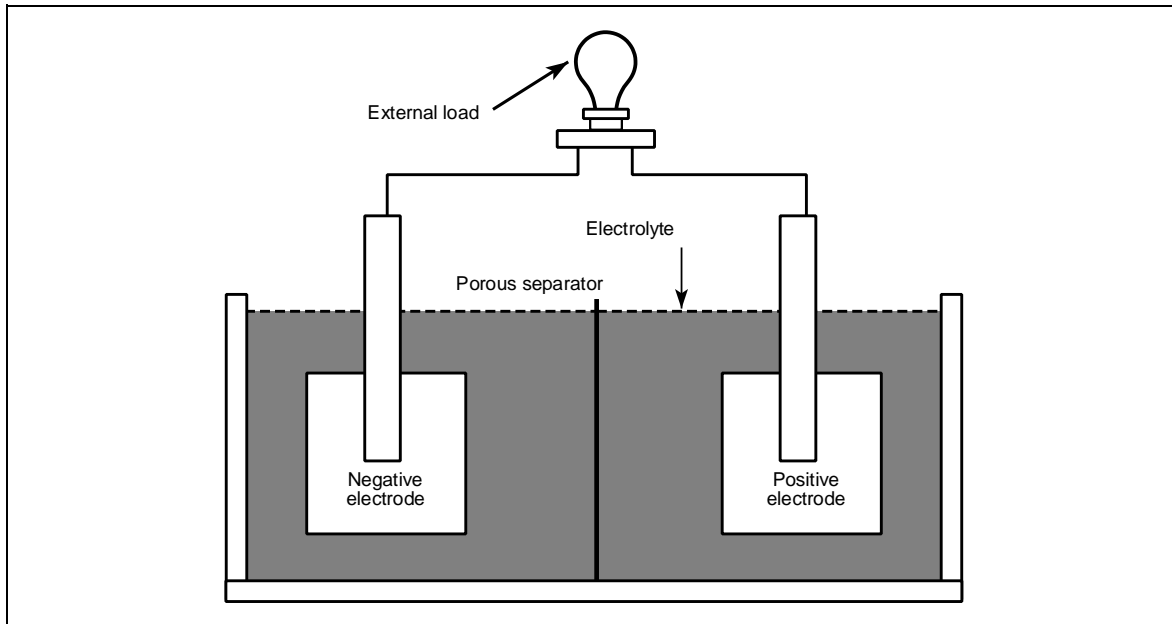 External load
Electrolyte
Porous separator
Negative
electrode
Positive
electrode